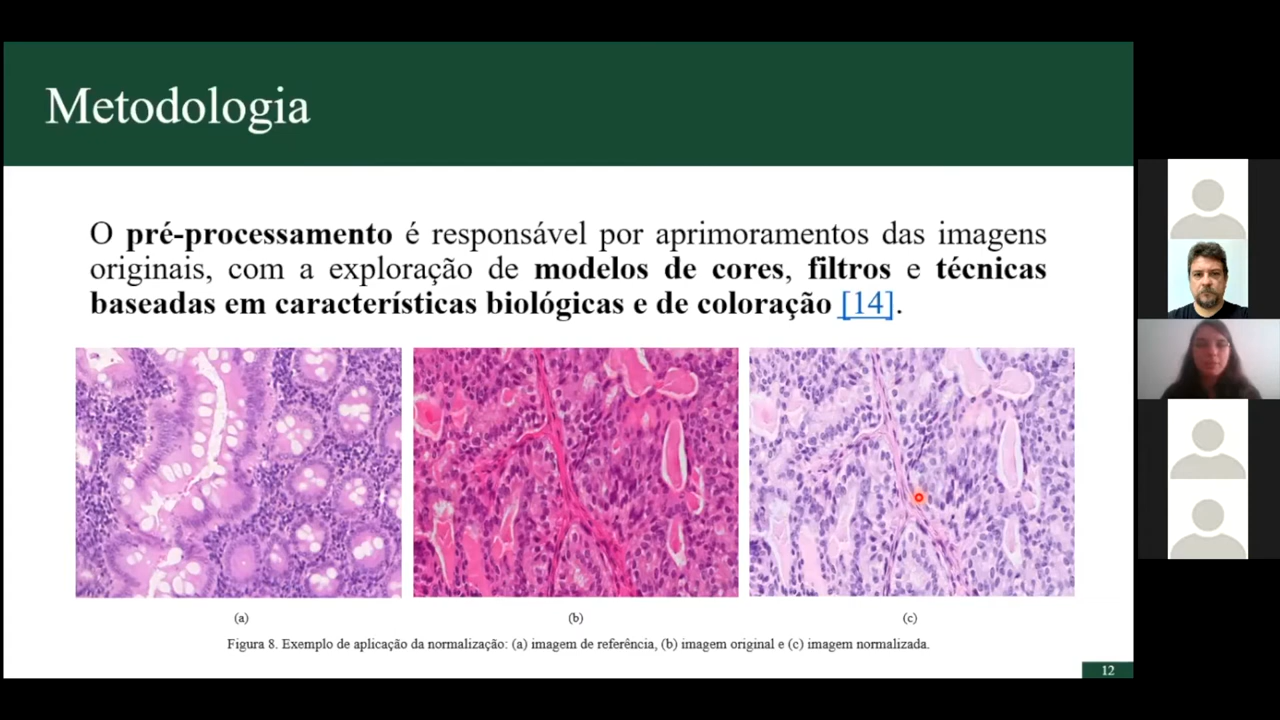 Metodologia
O pré-processamento é responsável por aprimoramentos das imagens
originais, com a exploração de modelos de cores, filtros e técnicas
baseadas em características biológicas e de coloração [14].
(a)
(b)
(c)
Figura 8. Exemplo de aplicação da normalização: (a) imagem de referência, (b) imagem original e (c) imagem normalizada.
12